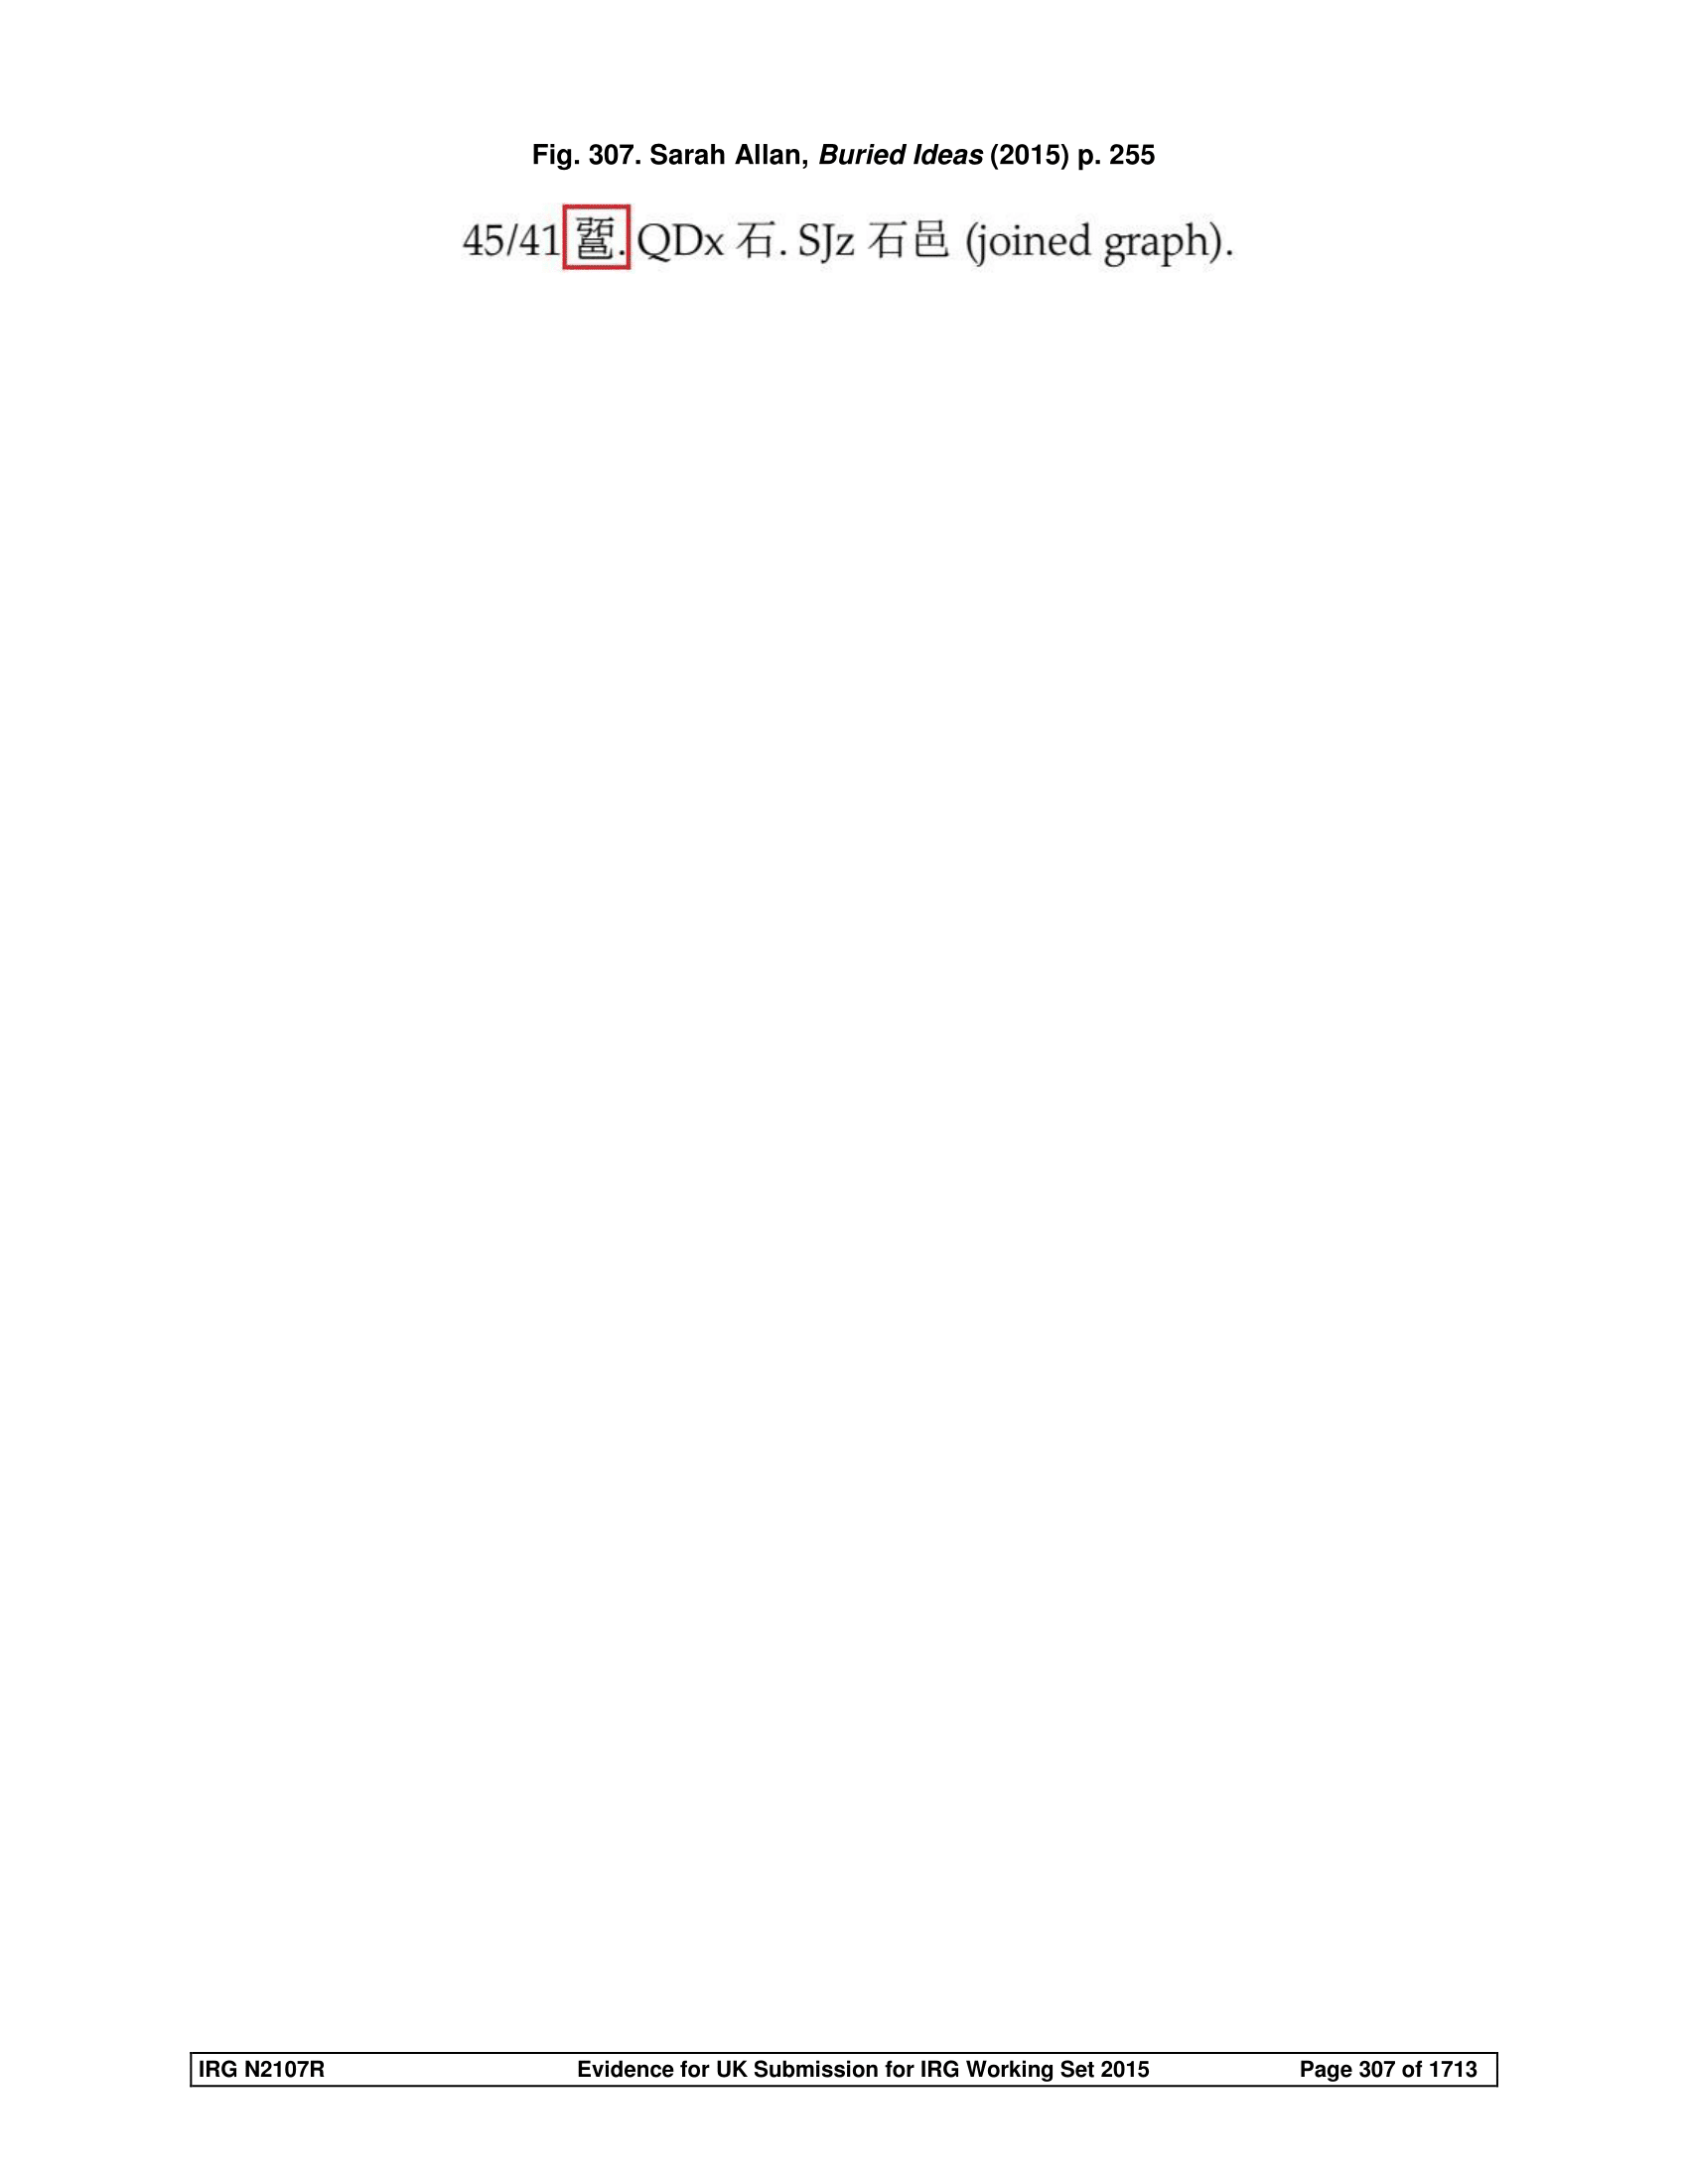 Fig. 307. Sarah Allan, Buried Ideas (2015) p. 255
45/41 . QDx 石. SJz 石邑 (joined graph).
IRG N2107R Evidence for UK Submission for IRG Working Set 2015 Page 307 of 1713